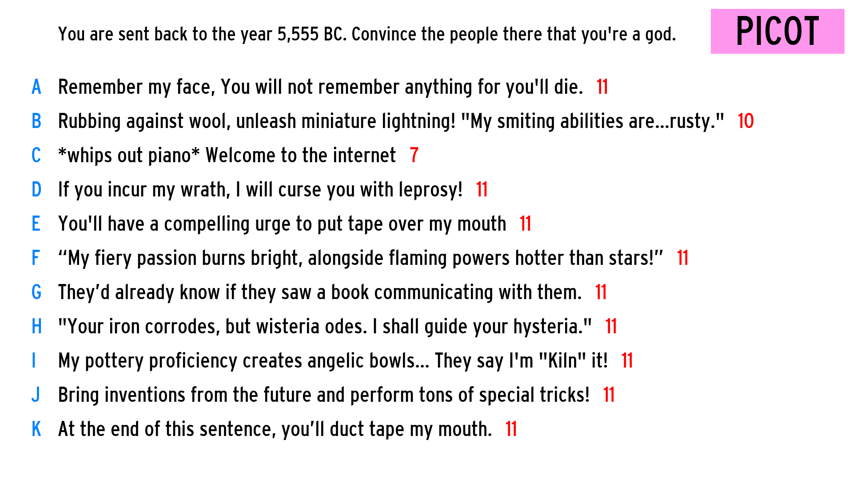 You are sent back to the year 5,555 BC. Convince the people there that you're a god.
PICOT
A Remember my face, You will not remember anything for you'll die. 11
B Rubbing against wool, unleash miniature lightning! "My smiting abilities are...rusty." 10
C *whips out piano* Welcome to the internet 7
D If you incur my wrath, I will curse you with leprosy! 11
E You'll have a compelling urge to put tape over my mouth 11
F “My fiery passion burns bright, alongside flaming powers hotter than stars!” 11
G They’d already know if they saw a book communicating with them. 11
H "Your iron corrodes, but wisteria odes. I shall guide your hysteria." 11
I My pottery proficiency creates angelic bowls... They say I'm "Kiln" it! 11
J Bring inventions from the future and perform tons of special tricks! 11
K At the end of this sentence, you’ll duct tape my mouth. 11